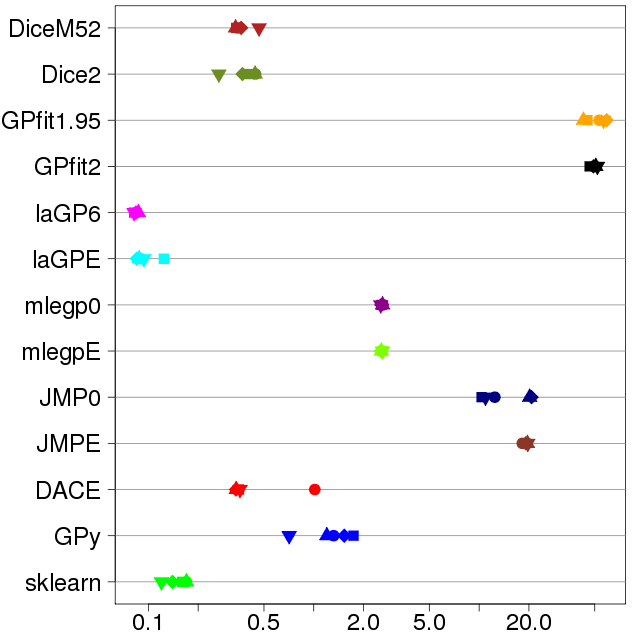 DiceM52
Dice2
GPfit1.95
GPfit2
laGP6
laGPE
mlegp0
mlegpE
JMP0
JMPE
DACE
GPy
sklearn
0.1 0.5 2.0 5.0 20.0